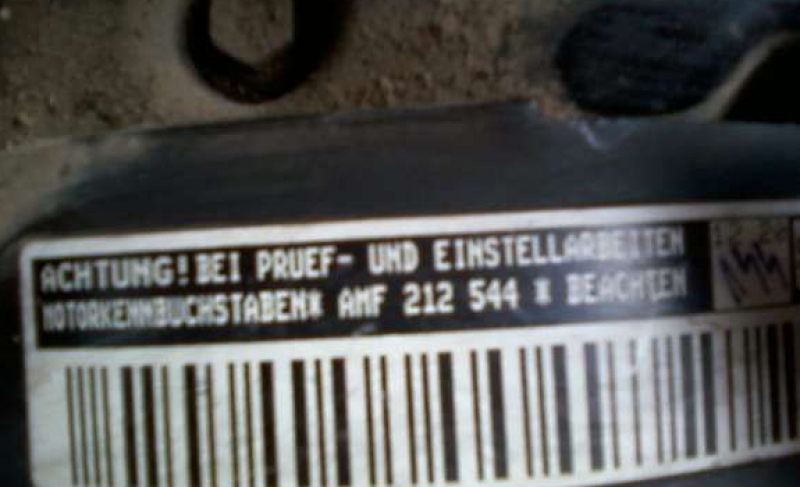 ACHTUNG! BEI PRUEF- UND EINSTELLARBEITEN
MOTORKENNBUCHSTABEN* AMF 212 544 * BEACHTEN